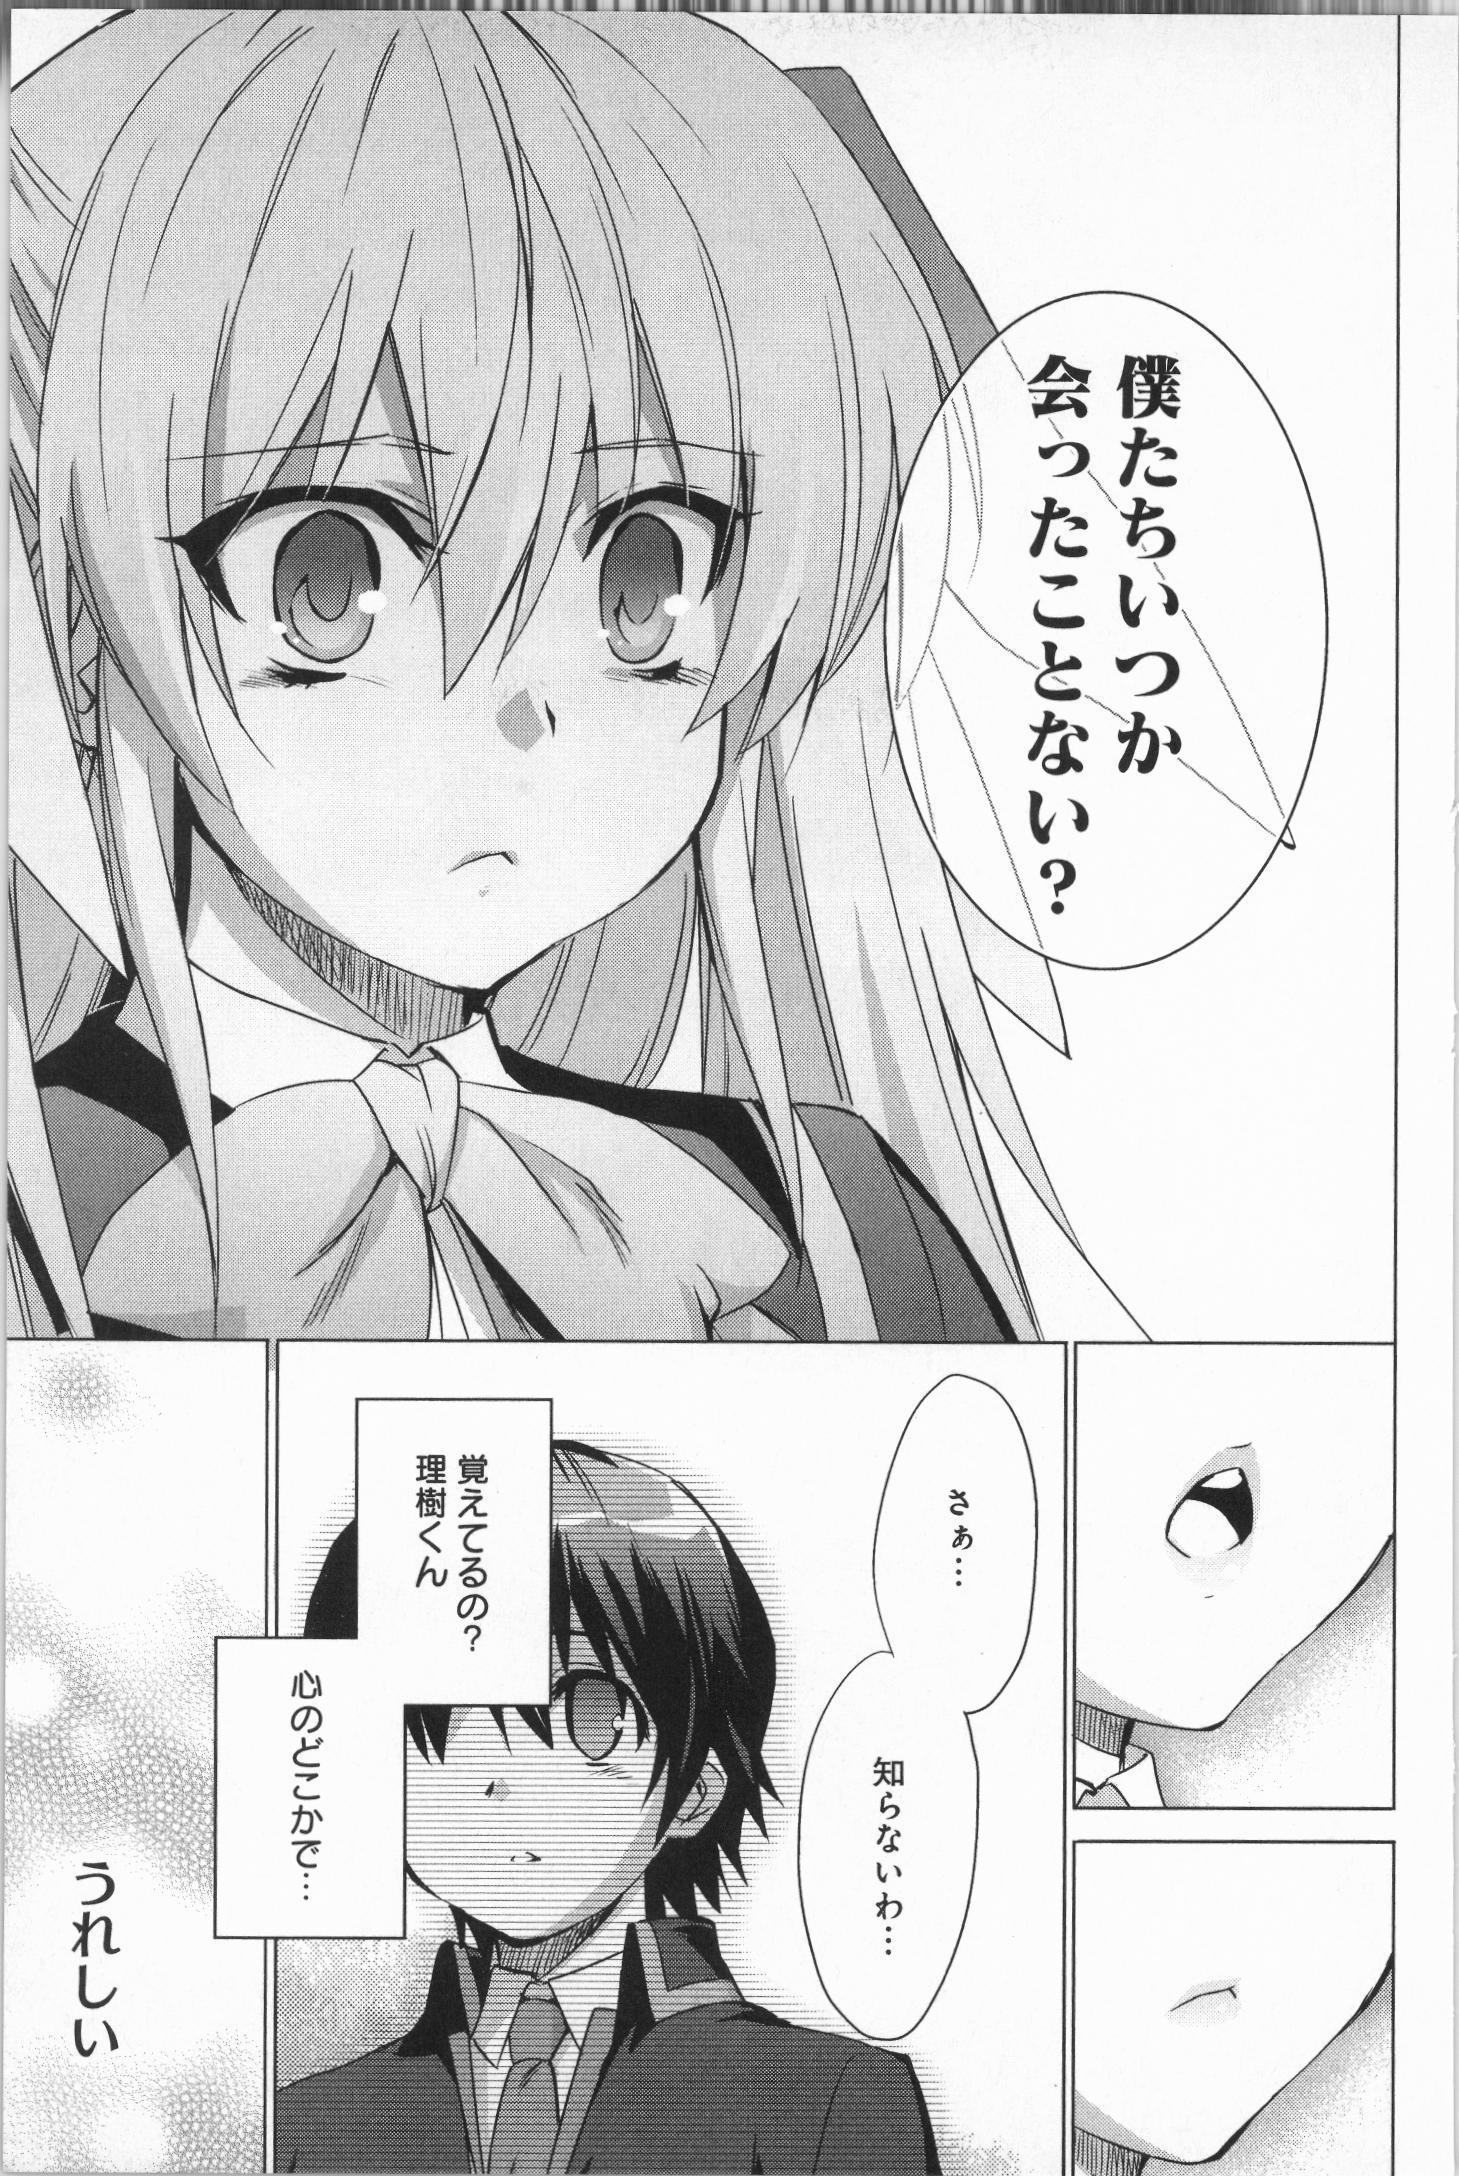 僕たちいつか
会ったことない？
さぁ…
知らないわ…
覚えてるの？
理樹くん
心のどこかで…
うれしい